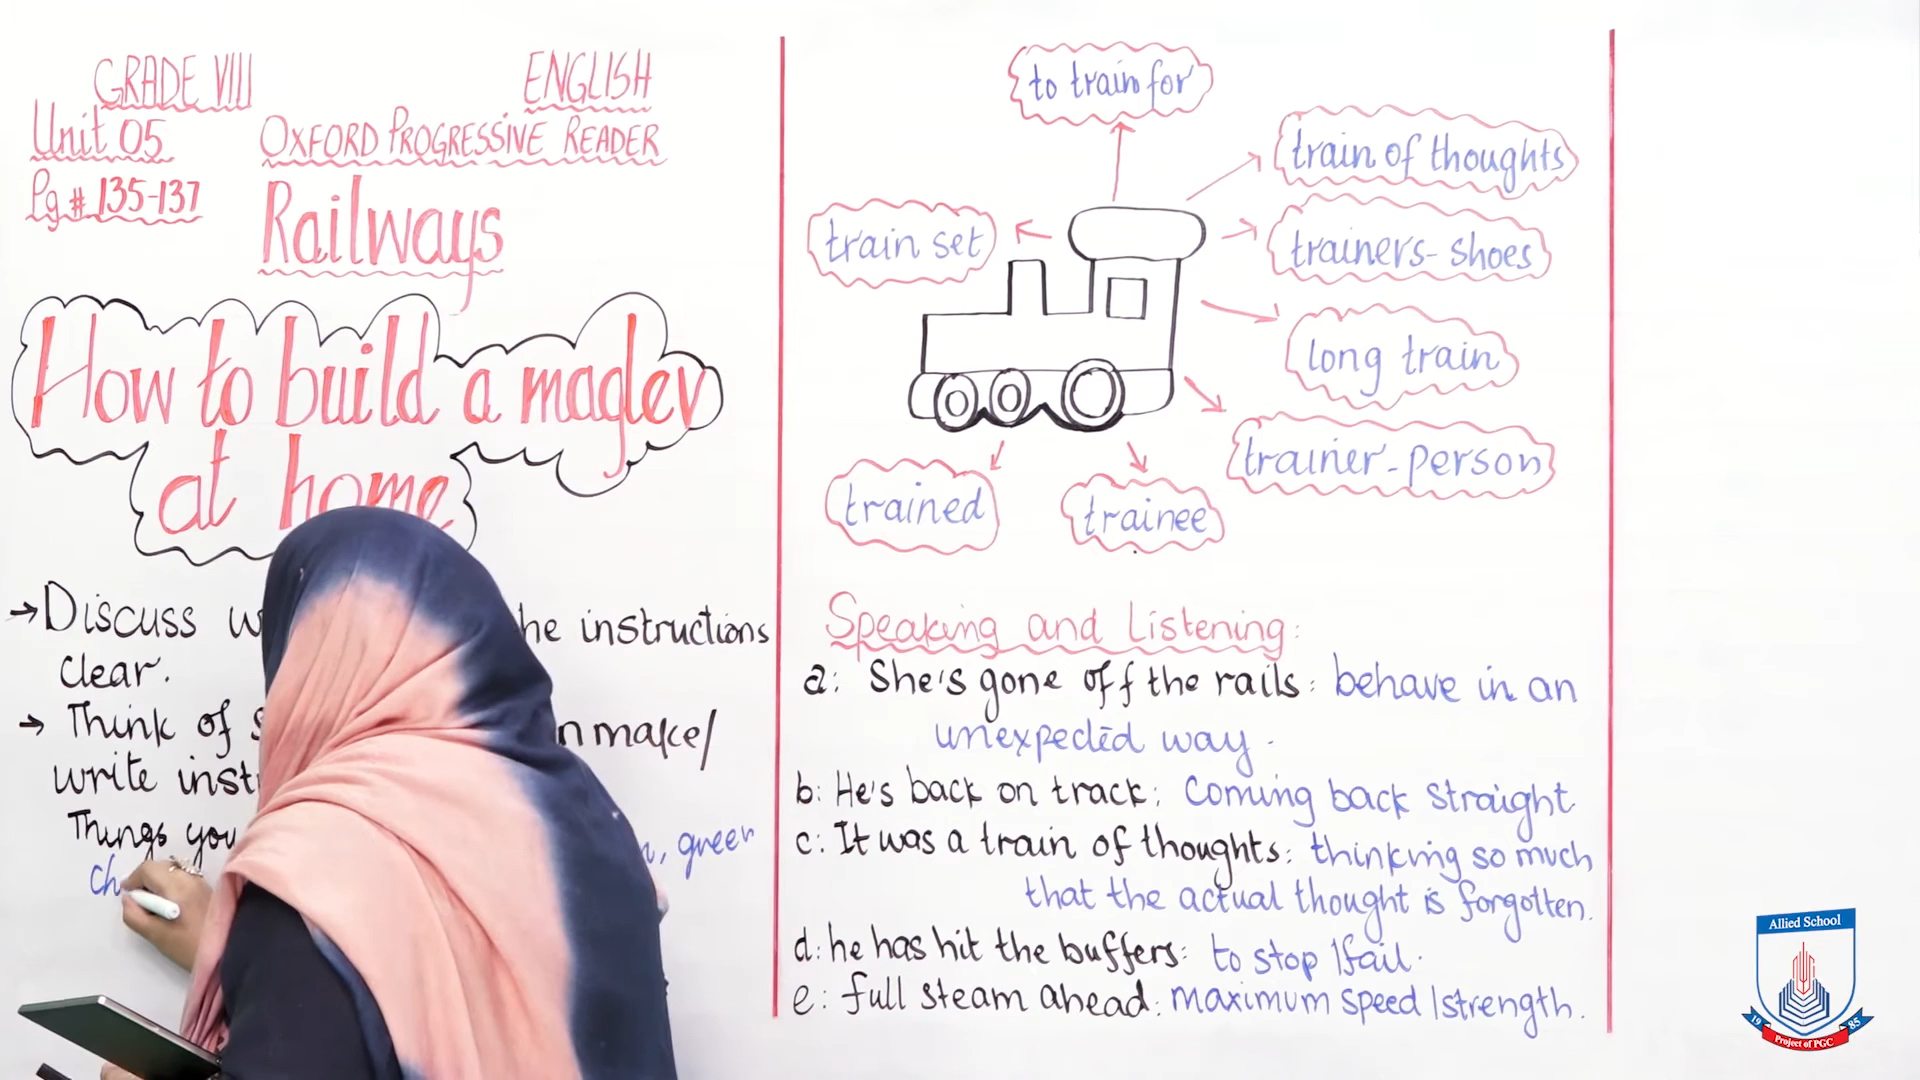 GRADE VIII
ENGLISH
Unit 05
OXFORD PROGRESSIVE READER
Pg # 135-137
Railways
How to build a maglev
at home
→ Discuss he instructions
clear.
→ Think of make/
write
Things you
green
to train for
train of thoughts
train set
trainers- shoes
long train
trainer-person
trained
trainee
Speaking and Listening:
a: She's gone off the rails: behave in an
unexpected way.
b: He's back on track: Coming back straight
c: It was a train of thoughts: thinking so much
that the actual thought is forgotten.
d: he has hit the buffers: to stop /fail.
e: full steam ahead: maximum speed /strength.
Allied School
19 85
Project of PGC